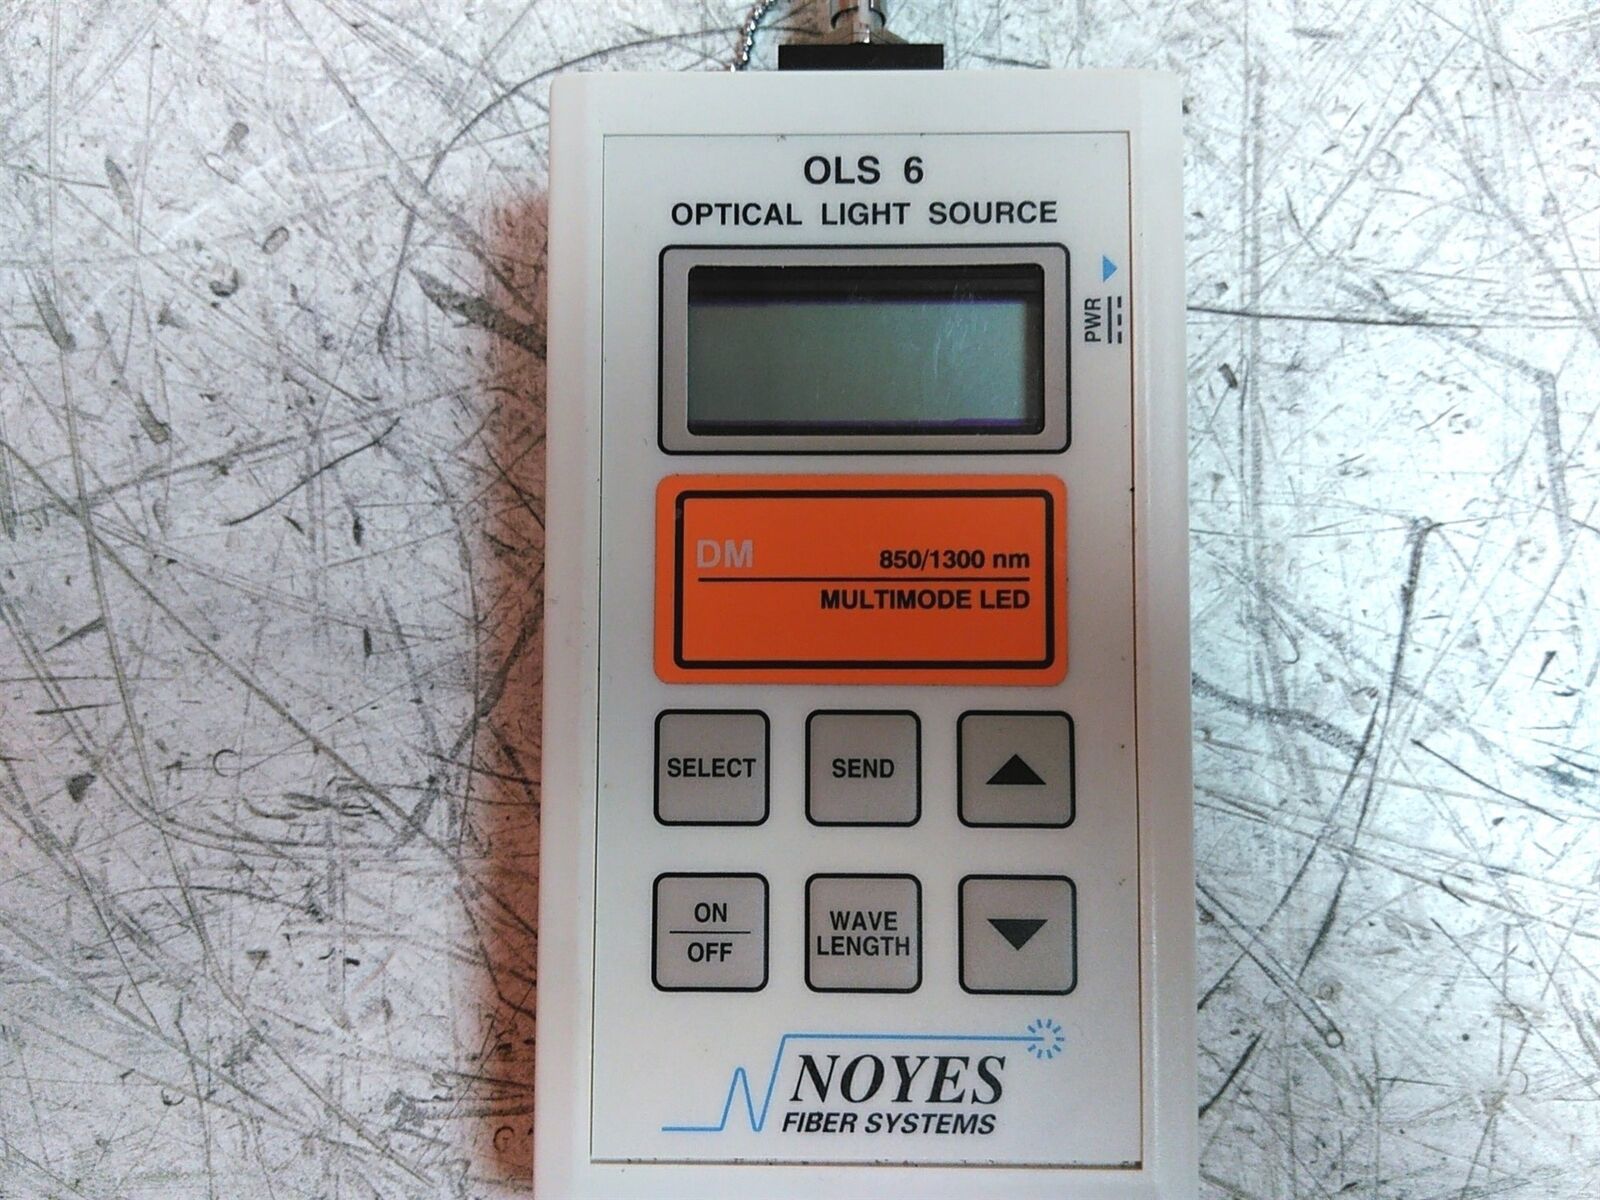 OLS 6
OPTICAL LIGHT SOURCE
PWR
DM 850/1300 nm
MULTIMODE LED
SELECT
SEND
ON
OFF
WAVE
LENGTH
NOYES
FIBER SYSTEMS